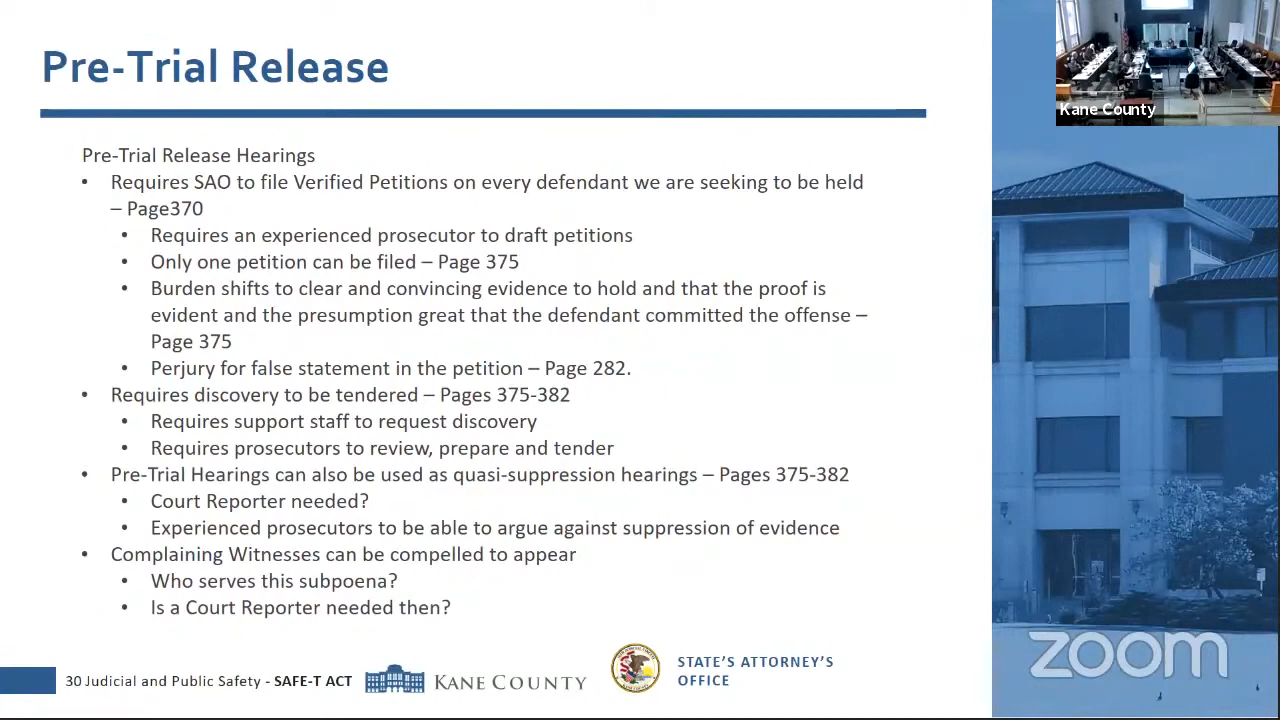 Pre-Trial Release
Kane County
Pre-Trial Release Hearings
• Requires SAO to file Verified Petitions on every defendant we are seeking to be held
– Page370
• Requires an experienced prosecutor to draft petitions
• Only one petition can be filed – Page 375
• Burden shifts to clear and convincing evidence to hold and that the proof is
evident and the presumption great that the defendant committed the offense –
Page 375
• Perjury for false statement in the petition – Page 282.
• Requires discovery to be tendered – Pages 375-382
• Requires support staff to request discovery
• Requires prosecutors to review, prepare and tender
• Pre-Trial Hearings can also be used as quasi-suppression hearings – Pages 375-382
• Court Reporter needed?
• Experienced prosecutors to be able to argue against suppression of evidence
• Complaining Witnesses can be compelled to appear
• Who serves this subpoena?
• Is a Court Reporter needed then?
30 Judicial and Public Safety - SAFE-T ACT
KANE COUNTY
STATE'S ATTORNEY'S
OFFICE
zoom